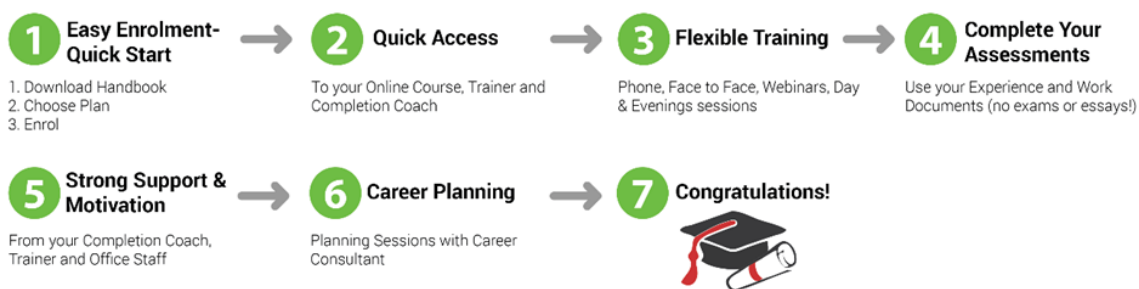 1 Easy Enrolment-
Quick Start
1. Download Handbook
2. Choose Plan
3. Enrol
2 Quick Access
To your Online Course, Trainer and
Completion Coach
3 Flexible Training
Phone, Face to Face, Webinars, Day
& Evenings sessions
4 Complete Your
Assessments
Use your Experience and Work
Documents (no exams or essays!)
5 Strong Support &
Motivation
From your Completion Coach,
Trainer and Office Staff
6 Career Planning
Planning Sessions with Career
Consultant
7 Congratulations!